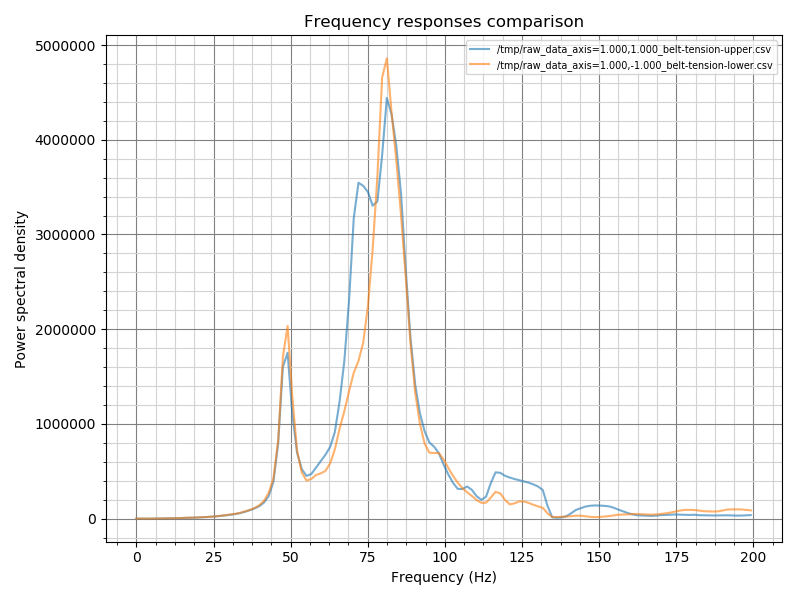 Frequency responses comparison
/tmp/raw_data_axis=1.000,1.000_belt-tension-upper.csv
/tmp/raw_data_axis=1.000,-1.000_belt-tension-lower.csv
Power spectral density
5000000
4000000
3000000
2000000
1000000
0
0 25 50 75 100 125 150 175 200
Frequency (Hz)